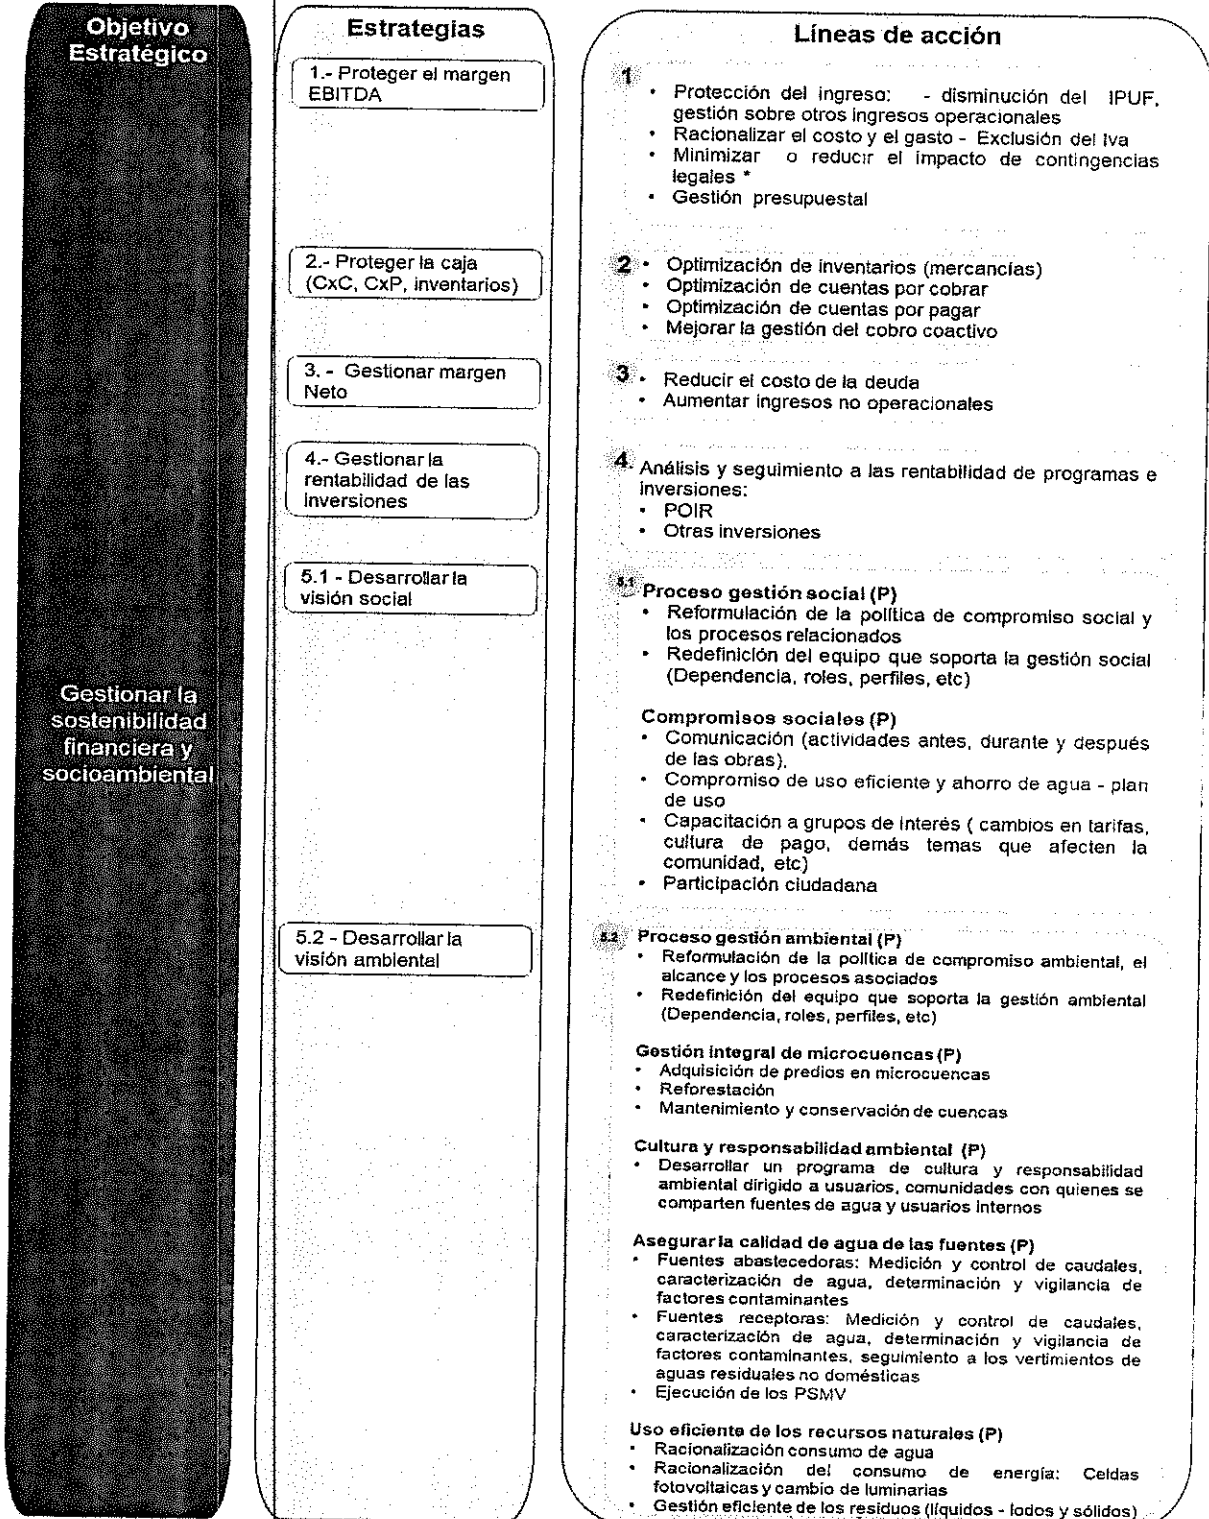 Objetivo
Estratégico
Gestionar la
sostenibilidad
financiera y
socioambiental
Estrategias
1.- Proteger el margen
EBITDA
2.- Proteger la caja
(CxC, CxP, inventarios)
3. - Gestionar margen
Neto
4.- Gestionar la
rentabilidad de las
inversiones
5.1 - Desarrollar la
visión social
5.2 - Desarrollar la
visión ambiental
Líneas de acción
1
• Protección del ingreso: - disminución del IPUF,
gestión sobre otros ingresos operacionales
• Racionalizar el costo y el gasto - Exclusión del Iva
• Minimizar o reducir el impacto de contingencias
legales *
• Gestión presupuestal
2 • Optimización de inventarios (mercancías)
• Optimización de cuentas por cobrar
• Optimización de cuentas por pagar
• Mejorar la gestión del cobro coactivo
3 • Reducir el costo de la deuda
• Aumentar ingresos no operacionales
4. Análisis y seguimiento a las rentabilidad de programas e
inversiones:
• POIR
• Otras inversiones
5.1 Proceso gestión social (P)
• Reformulación de la política de compromiso social y
los procesos relacionados
• Redefinición del equipo que soporta la gestión social
(Dependencia, roles, perfiles, etc)
Compromisos sociales (P)
• Comunicación (actividades antes, durante y después
de las obras),
• Compromiso de uso eficiente y ahorro de agua - plan
de uso
• Capacitación a grupos de interés ( cambios en tarifas,
cultura de pago, demás temas que afecten la
comunidad, etc)
• Participación ciudadana
5.2 Proceso gestión ambiental (P)
• Reformulación de la política de compromiso ambiental, el
alcance y los procesos asociados
• Redefinición del equipo que soporta la gestión ambiental
(Dependencia, roles, perfiles, etc)
Gestión integral de microcuencas (P)
• Adquisición de predios en microcuencas
• Reforestación
• Mantenimiento y conservación de cuencas
Cultura y responsabilidad ambiental (P)
• Desarrollar un programa de cultura y responsabilidad
ambiental dirigido a usuarios, comunidades con quienes se
comparten fuentes de agua y usuarios internos
Asegurar la calidad de agua de las fuentes (P)
• Fuentes abastecedoras: Medición y control de caudales,
caracterización de agua, determinación y vigilancia de
factores contaminantes
• Fuentes receptoras: Medición y control de caudales,
caracterización de agua, determinación y vigilancia de
factores contaminantes, seguimiento a los vertimientos de
aguas residuales no domésticas
• Ejecución de los PSMV
Uso eficiente de los recursos naturales (P)
• Racionalización consumo de agua
• Racionalización del consumo de energía: Celdas
fotovoltaicas y cambio de luminarias
• Gestión eficiente de los residuos (líquidos - lodos y sólidos)